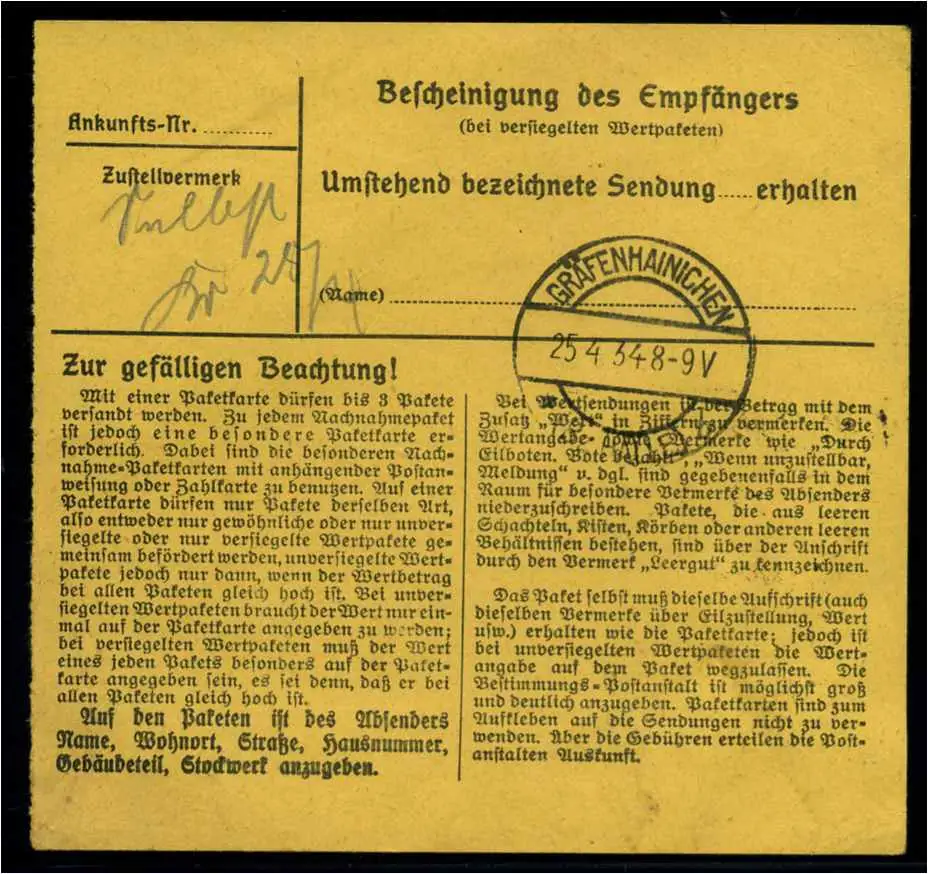 Ankunfts-Nr. ............
Zustellvermerk
Bescheinigung des Empfängers
(bei versiegelten Wertpaketen)
Umstehend bezeichnete Sendung..... erhalten
(Name)
GRÄFENHAINICHEN
25 4 34 8-9 V
Zur gefälligen Beachtung!
Mit einer Paketkarte dürfen bis 3 Pakete
versandt werden. Zu jedem Nachnahmepaket
ist jedoch eine besondere Paketkarte er-
forderlich. Dabei sind die besonderen Nach-
nahme-Paketkarten mit anhängender Postan-
weisung oder Zahlkarte zu benutzen. Auf einer
Paketkarte dürfen nur Pakete derselben Art,
also entweder nur gewöhnliche oder nur unver-
siegelte oder nur versiegelte Wertpakete ge-
meinsam befördert werden, unversiegelte Wert-
pakete jedoch nur dann, wenn der Wertbetrag
bei allen Paketen gleich hoch ist. Bei unver-
siegelten Wertpaketen braucht der Wert nur ein-
mal auf der Paketkarte angegeben zu werden;
bei versiegelten Wertpaketen muß der Wert
eines jeden Pakets besonders auf der Paket-
karte angegeben sein, es sei denn, daß er bei
allen Paketen gleich hoch ist.
Auf den Paketen ist des Absenders
Name, Wohnort, Straße, Hausnummer,
Gebäudeteil, Stockwerk anzugeben.
Bei Wertsendungen ist der Betrag mit dem
Zusatz „Wert“ in Ziffern zu vermerken. Die
Wertangabe sowie Vermerke wie „Durch
Eilboten. Bote bezahlt“, „Wenn unzustellbar,
Meldung“ u. dgl. sind gegebenenfalls in dem
Raum für besondere Vermerke des Absenders
niederzuschreiben. Pakete, die aus leeren
Schachteln, Kisten, Körben oder anderen leeren
Behältnissen bestehen, sind über der Anschrift
durch den Vermerk „Leergut“ zu kennzeichnen.
Das Paket selbst muß dieselbe Aufschrift (auch
dieselben Vermerke über Eilzustellung, Wert
usw.) erhalten wie die Paketkarte; jedoch ist
bei unversiegelten Wertpaketen die Wert-
angabe auf dem Paket wegzulassen. Die
Bestimmungs-Postanstalt ist möglichst groß
und deutlich anzugeben. Paketkarten sind zum
Aufkleben auf die Sendungen nicht zu ver-
wenden. Über die Gebühren erteilen die Post-
anstalten Auskunft.